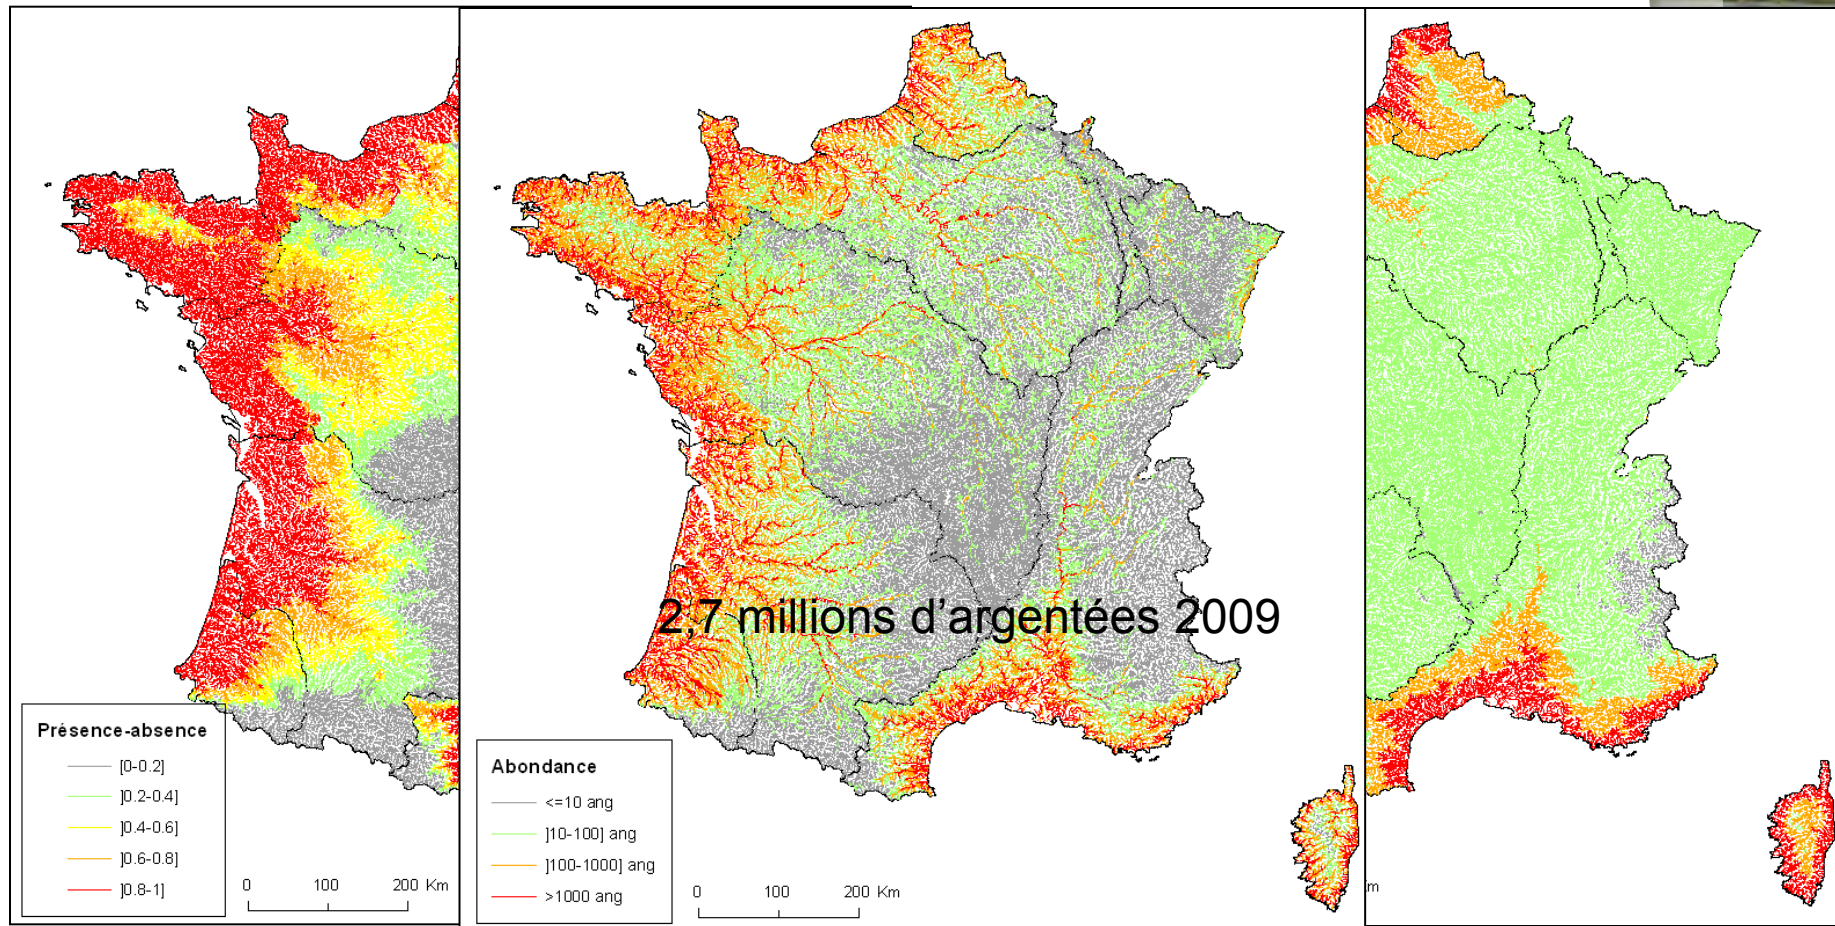 2,7 millions d'argentées 2009
Présence-absence
]0-0.2]
]0.2-0.4]
]0.4-0.6]
]0.6-0.8]
]0.8-1]
0 100 200 Km
Abondance
<=10 ang
]10-100] ang
]100-1000] ang
>1000 ang
0 100 200 Km
m